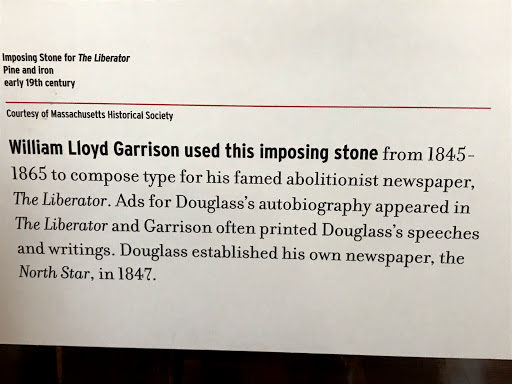 Imposing Stone for The Liberator
Pine and iron
early 19th century
Courtesy of Massachusetts Historical Society
William Lloyd Garrison used this imposing stone from 1845–
1865 to compose type for his famed abolitionist newspaper,
The Liberator. Ads for Douglass's autobiography appeared in
The Liberator and Garrison often printed Douglass's speeches
and writings. Douglass established his own newspaper, the
North Star, in 1847.